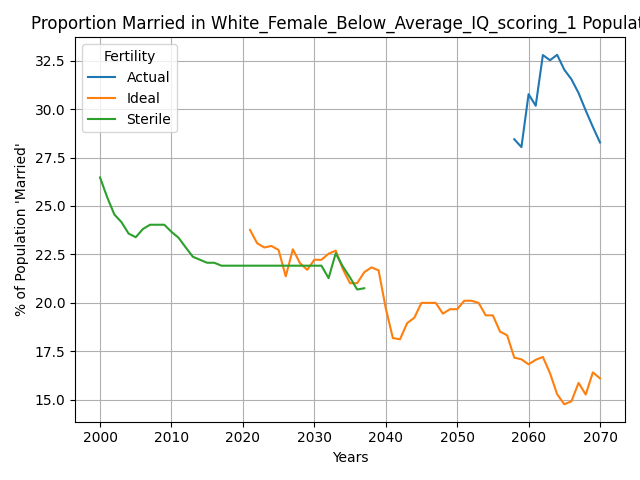 Proportion Married in White_Female_Below_Average_IQ_scoring_1 Populat
Fertility
Actual
Ideal
Sterile
% of Population 'Married'
32.5
30.0
27.5
25.0
22.5
20.0
17.5
15.0
2000 2010 2020 2030 2040 2050 2060 2070
Years